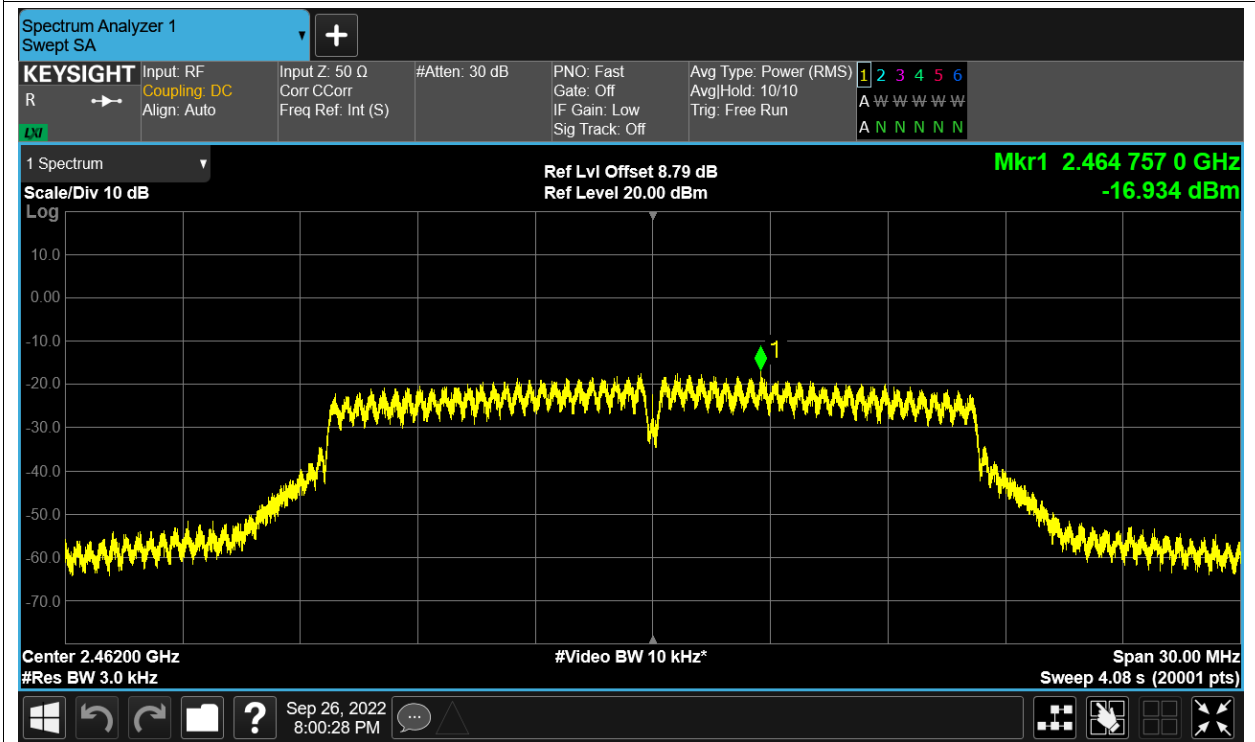 Spectrum Analyzer 1
Swept SA
+
KEYSIGHT
R
LXI
Input: RF
Coupling: DC
Align: Auto
Input Z: 50 Ω
Corr CCorr
Freq Ref: Int (S)
#Atten: 30 dB
PNO: Fast
Gate: Off
IF Gain: Low
Sig Track: Off
Avg Type: Power (RMS)
Avg|Hold: 10/10
Trig: Free Run
1 2 3 4 5 6
A W W W W W
A N N N N N
1 Spectrum
Scale/Div 10 dB
Log
Ref Lvl Offset 8.79 dB
Ref Level 20.00 dBm
Mkr1 2.464 757 0 GHz
-16.934 dBm
10.0
0.00
-10.0
-20.0
-30.0
-40.0
-50.0
-60.0
-70.0
1
Center 2.46200 GHz
#Res BW 3.0 kHz
#Video BW 10 kHz*
Span 30.00 MHz
Sweep 4.08 s (20001 pts)
?
Sep 26, 2022
8:00:28 PM